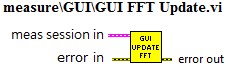 measure\GUI\GUI FFT Update.vi
meas session in
GUI
UPDATE
FFT
error in
error out